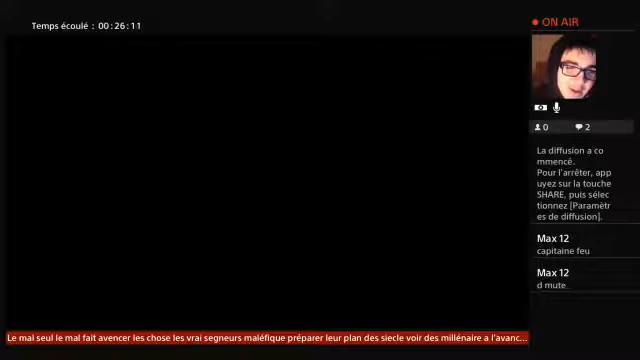 Temps écoulé : 00:26:11
ON AIR
0
2
La diffusion a co
mmencé.
Pour l'arrêter, app
uyez sur la touche
SHARE, puis sélec
tionnez [Paramètr
es de diffusion].
Max 12
capitaine feu
Max 12
d mute
Le mal seul le mal fait avencer les chose les vrai segneurs maléfique préparer leur plan des siecle voir des millénaire a l'avanc...